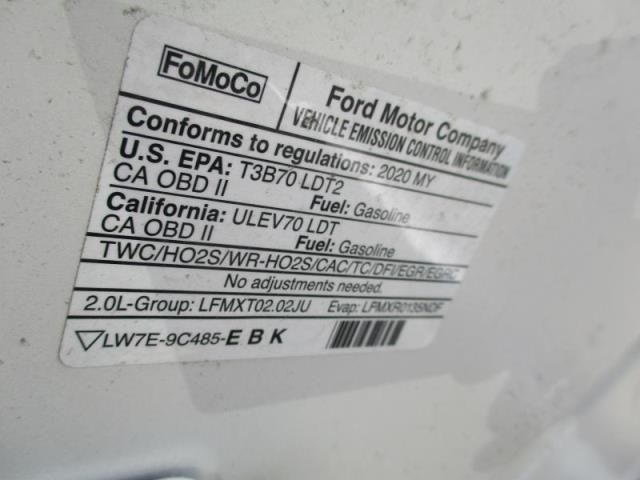 FoMoCo
Ford Motor Company
VEHICLE EMISSION CONTROL INFORMATION
Conforms to regulations: 2020 MY
U.S. EPA: T3B70 LDT2
CA OBD II Fuel: Gasoline
California: ULEV70 LDT
CA OBD II Fuel: Gasoline
TWC/HO2S/WR-HO2S/CAC/TC/DFI/EGR/EGRC
No adjustments needed.
2.0L-Group: LFMXT02.02JU Evap: LFMXR0135NDF
LW7E-9C485-E B K